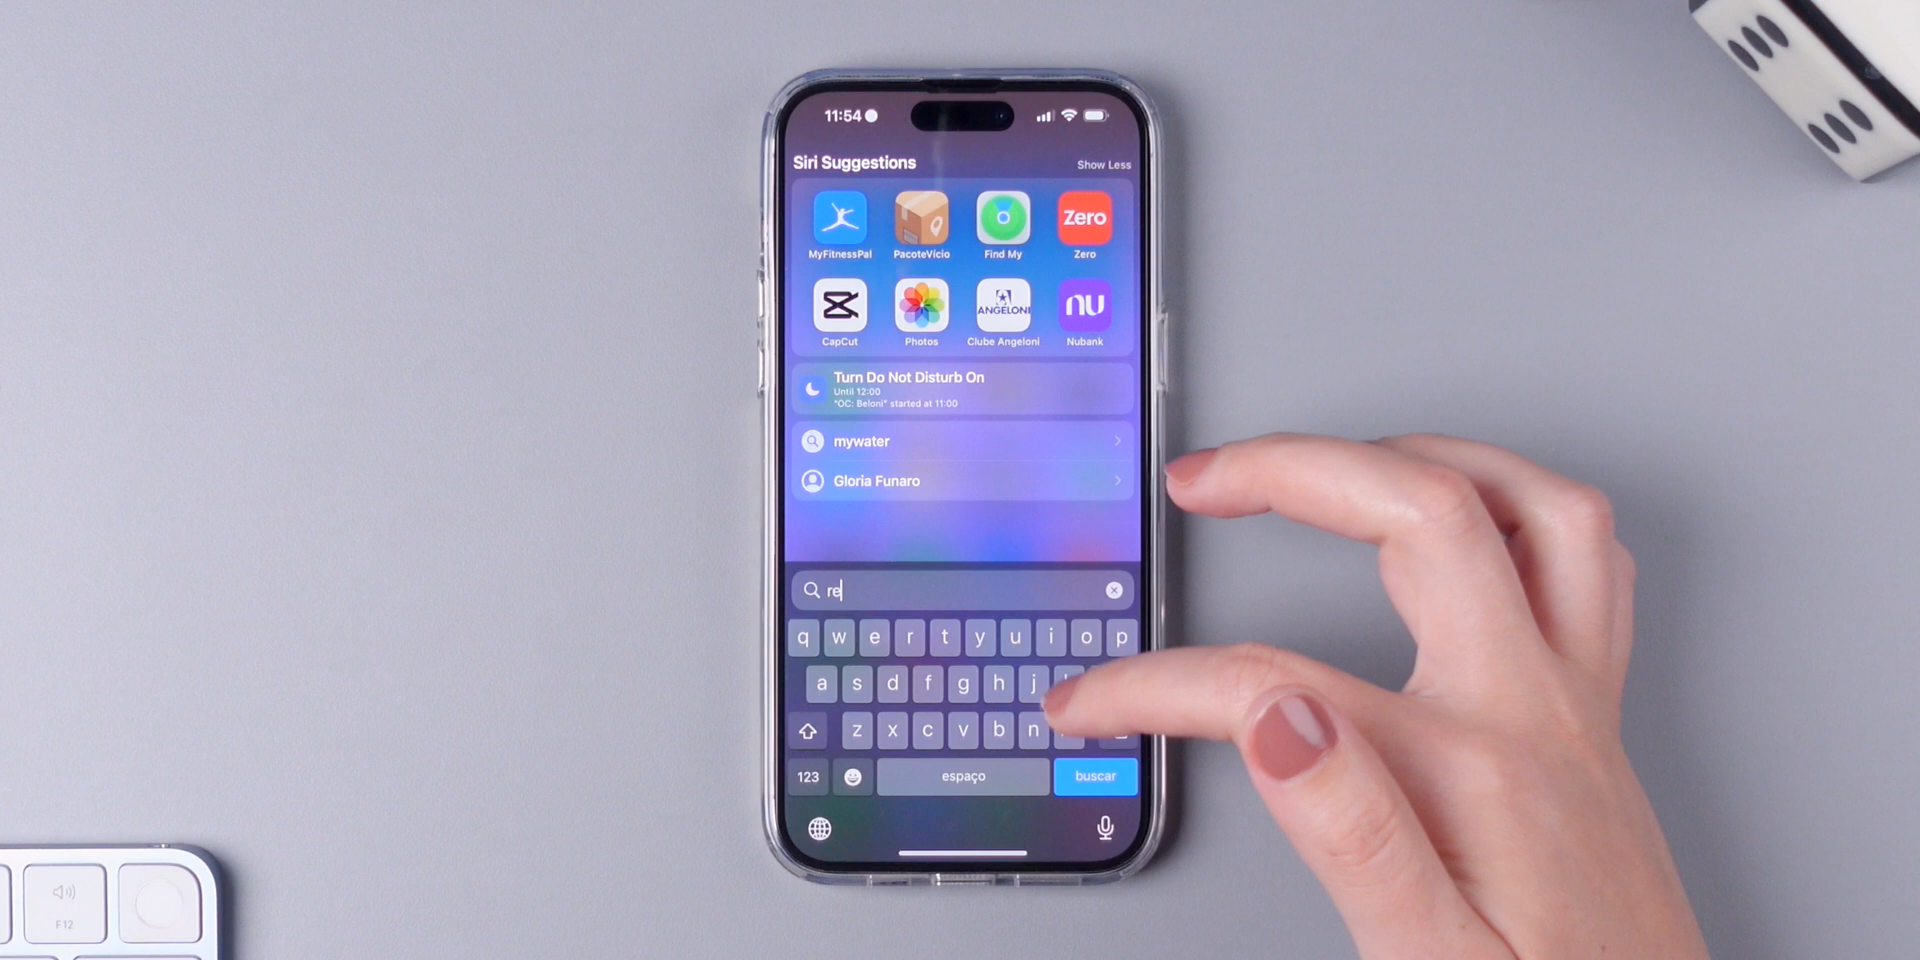 11:54
Siri Suggestions
Show Less
Zero
MyFitnessPal
PacoteVício
Find My
Zero
ANGELONI
nu
CapCut
Photos
Clube Angeloni
Nubank
Turn Do Not Disturb On
Until 12:00
"OC: Beloni" started at 11:00
mywater
Gloria Funaro
re
q w e r t y u i o p
a s d f g h j
z x c v b n
123
espaço
buscar
F12